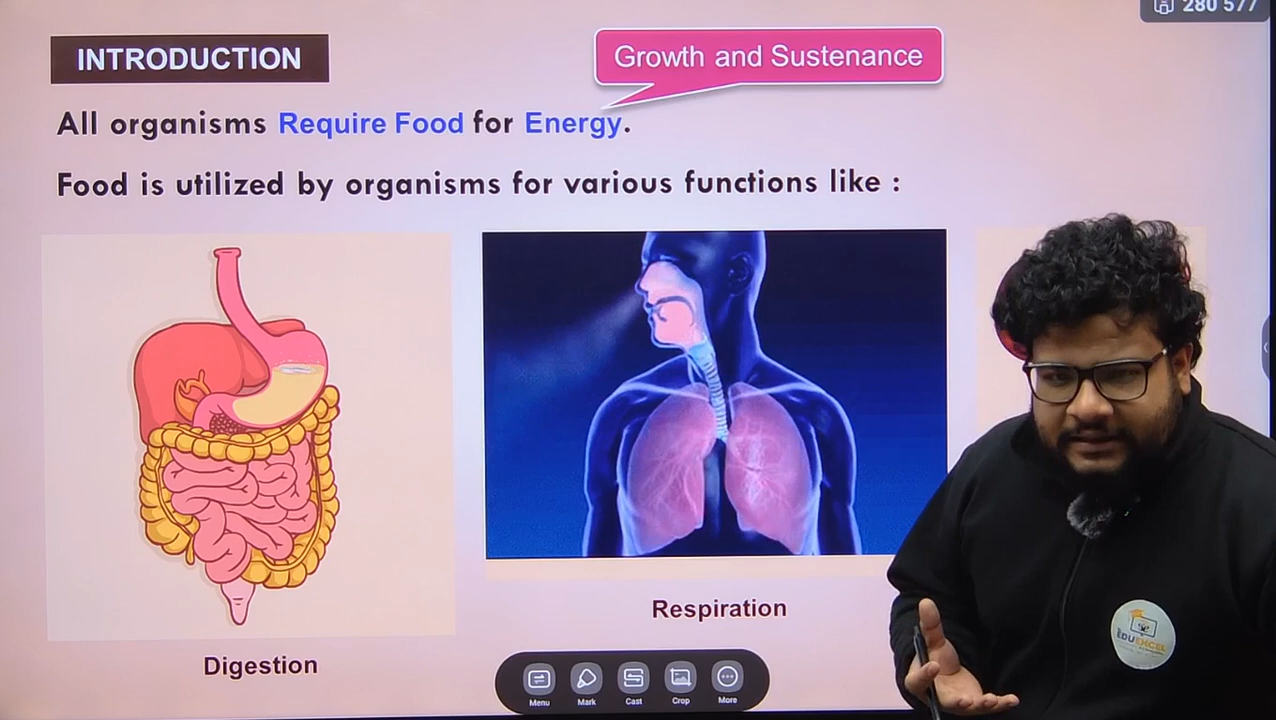 280 577
INTRODUCTION
Growth and Sustenance
All organisms Require Food for Energy.
Food is utilized by organisms for various functions like :
Respiration
Digestion
Menu
Mark
Cast
Crop
More
EDUEXCEL